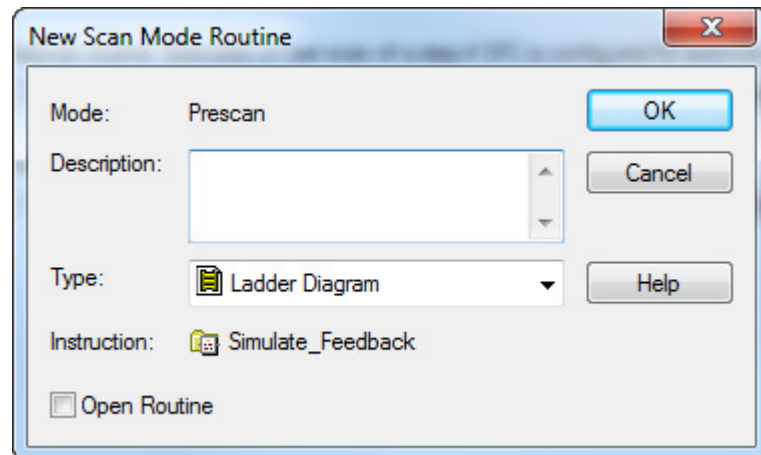 New Scan Mode Routine
Mode: Prescan
OK
Description:
Cancel
Type: Ladder Diagram
Help
Instruction: Simulate_Feedback
Open Routine